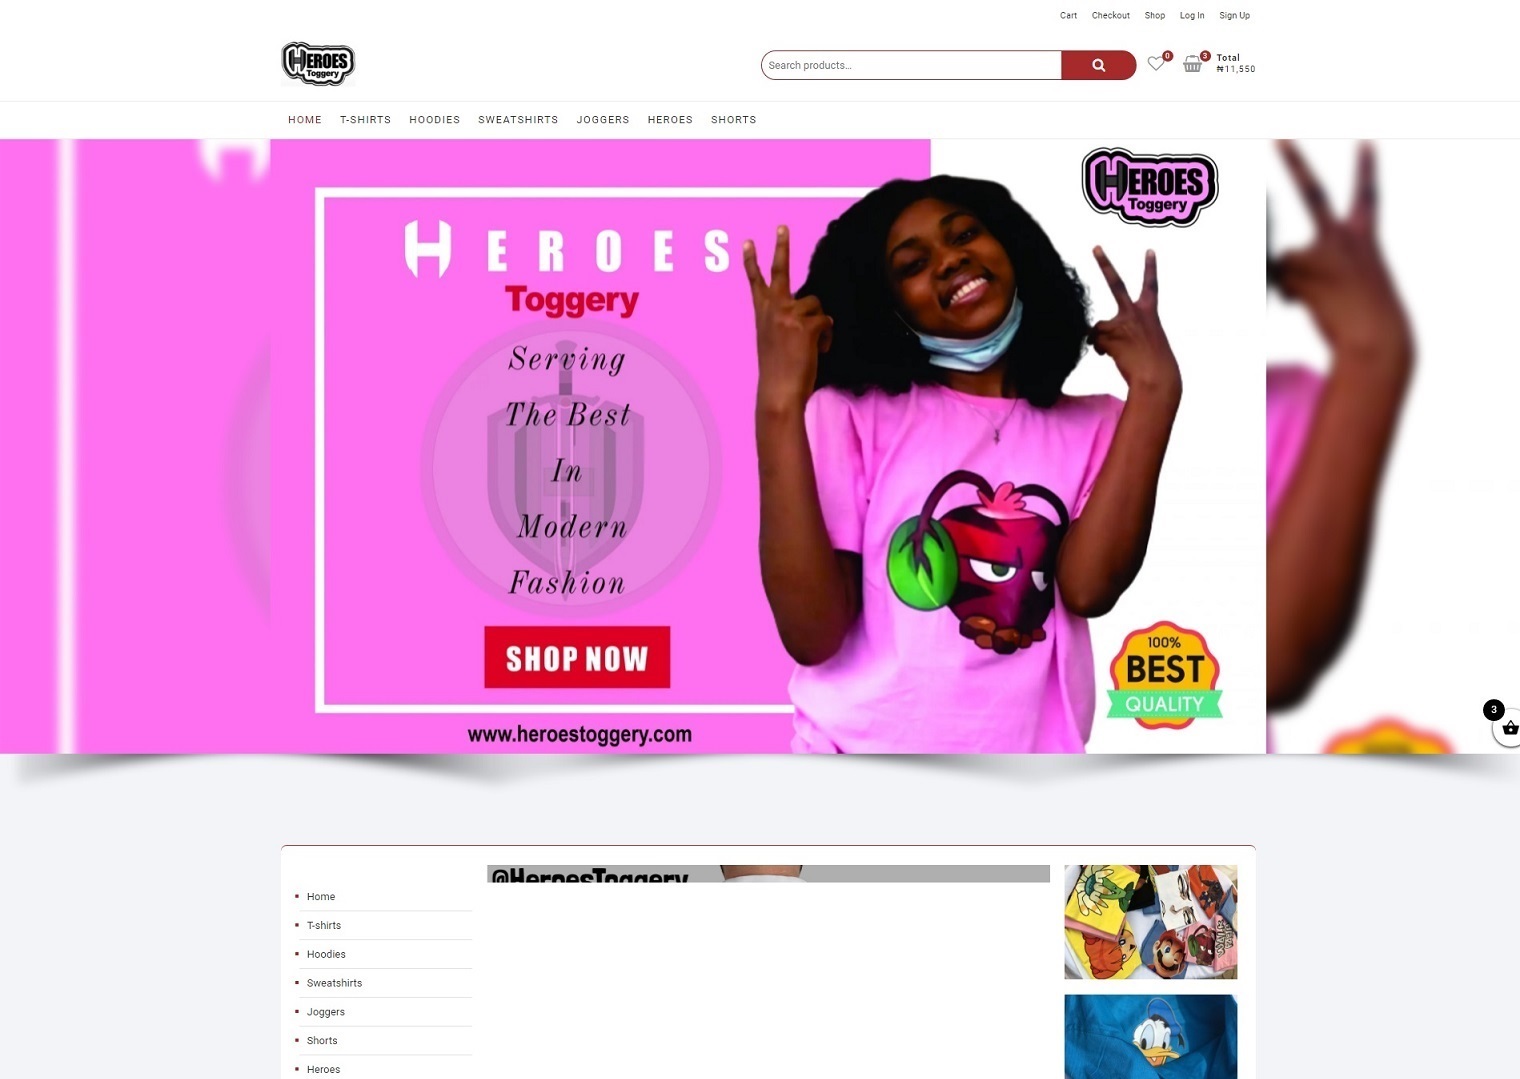 Cart Checkout Shop Log In Sign Up
HEROES
Toggery
Search products...
0
3
Total
₦11,550
HOME T-SHIRTS HOODIES SWEATSHIRTS JOGGERS HEROES SHORTS
HEROES
Toggery
HEROES
Toggery
Serving
The Best
In
Modern
Fashion
SHOP NOW
www.heroestoggery.com
100%
BEST
QUALITY
3
@HeroesToggery
Home
T-shirts
Hoodies
Sweatshirts
Joggers
Shorts
Heroes